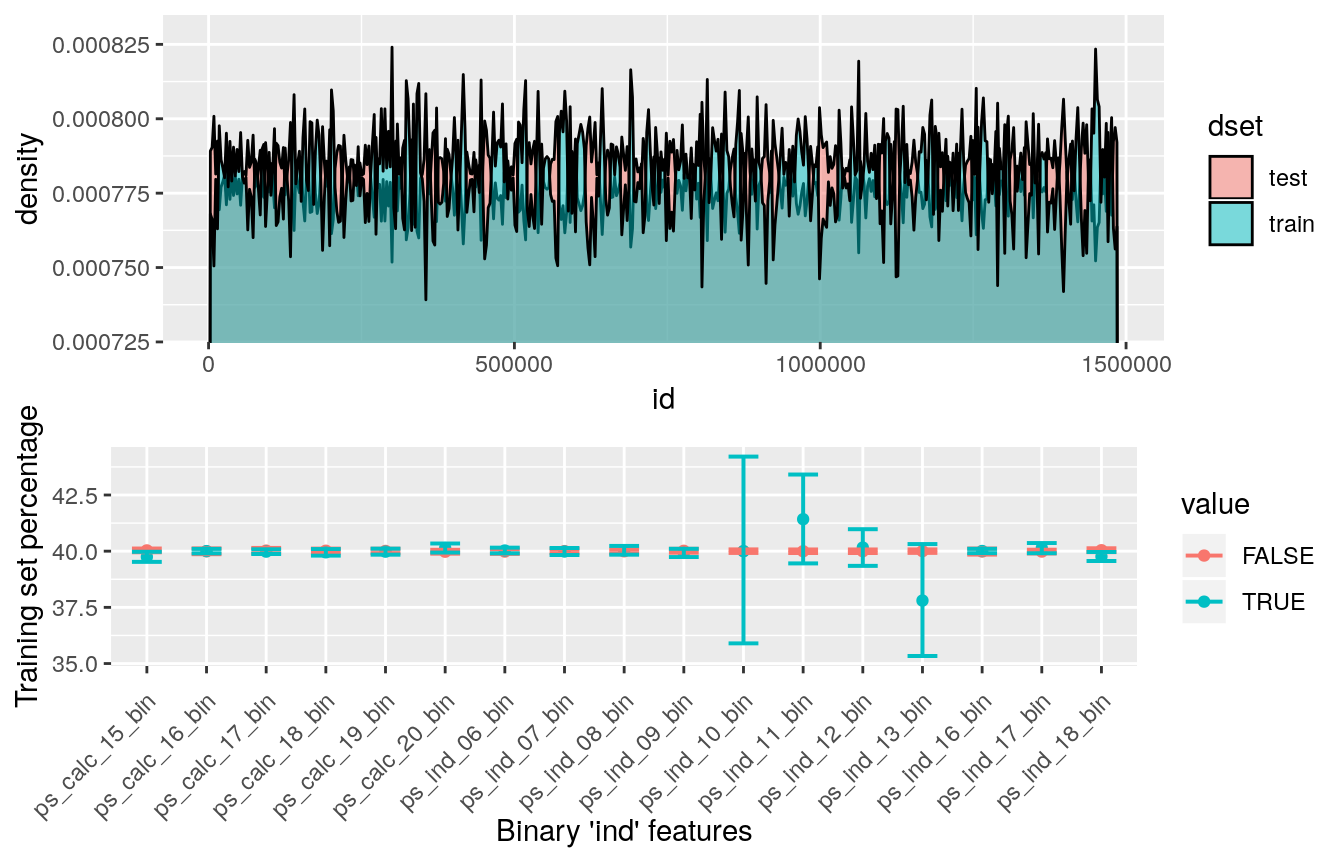 0.000825
0.000800
0.000775
0.000750
0.000725
density
0
500000
1000000
1500000
id
dset
test
train
42.5
40.0
37.5
35.0
Training set percentage
ps_calc_15_bin
ps_calc_16_bin
ps_calc_17_bin
ps_calc_18_bin
ps_calc_19_bin
ps_calc_20_bin
ps_ind_06_bin
ps_ind_07_bin
ps_ind_08_bin
ps_ind_09_bin
ps_ind_10_bin
ps_ind_11_bin
ps_ind_12_bin
ps_ind_13_bin
ps_ind_16_bin
ps_ind_17_bin
ps_ind_18_bin
Binary 'ind' features
value
FALSE
TRUE